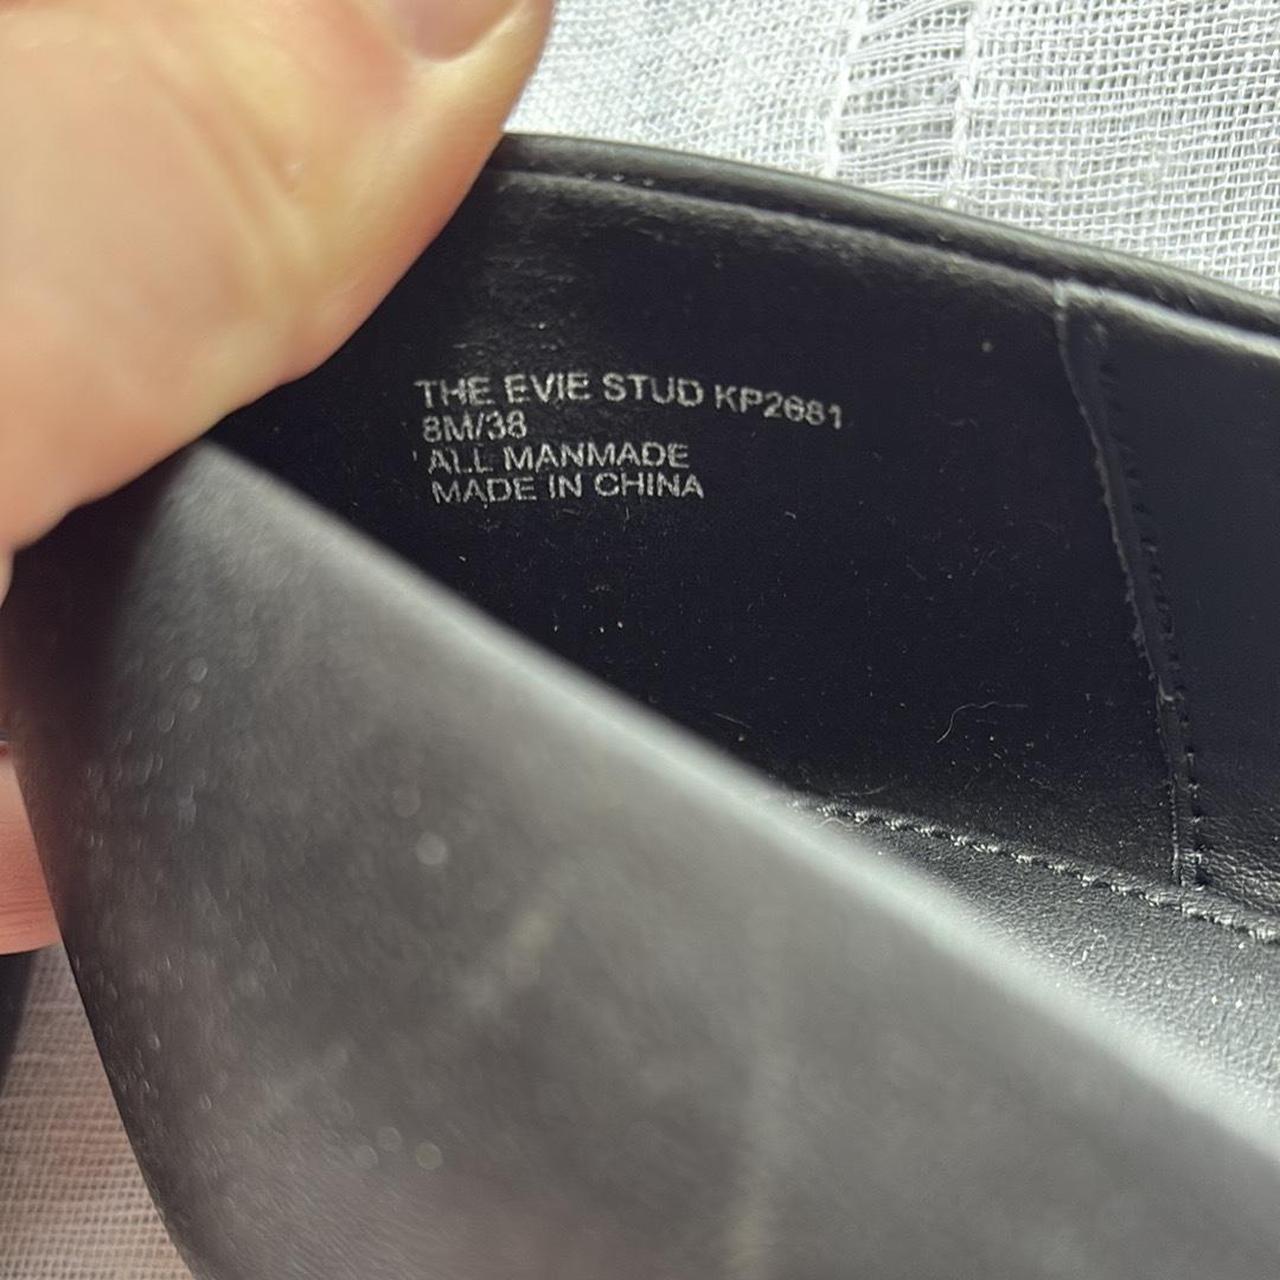 THE EVIE STUD KP2681
8M/38
ALL MANMADE
MADE IN CHINA